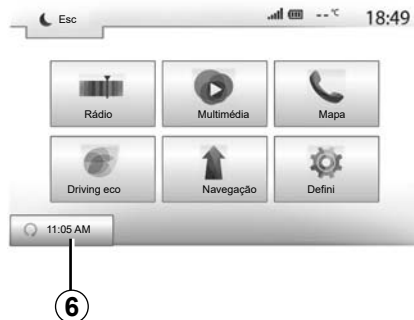 Esc
--°C
18:49
Rádio
Multimédia
Mapa
Driving eco
Navegação
Defini
11:05 AM
6